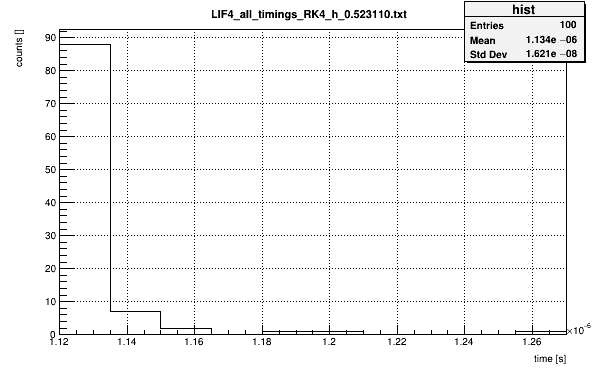 LIF4_all_timings_RK4_h_0.523110.txt
hist
Entries 100
Mean 1.134e −06
Std Dev 1.621e −08
counts []
90
80
70
60
50
40
30
20
10
0
1.12 1.14 1.16 1.18 1.2 1.22 1.24 1.26
×10⁻⁶
time [s]